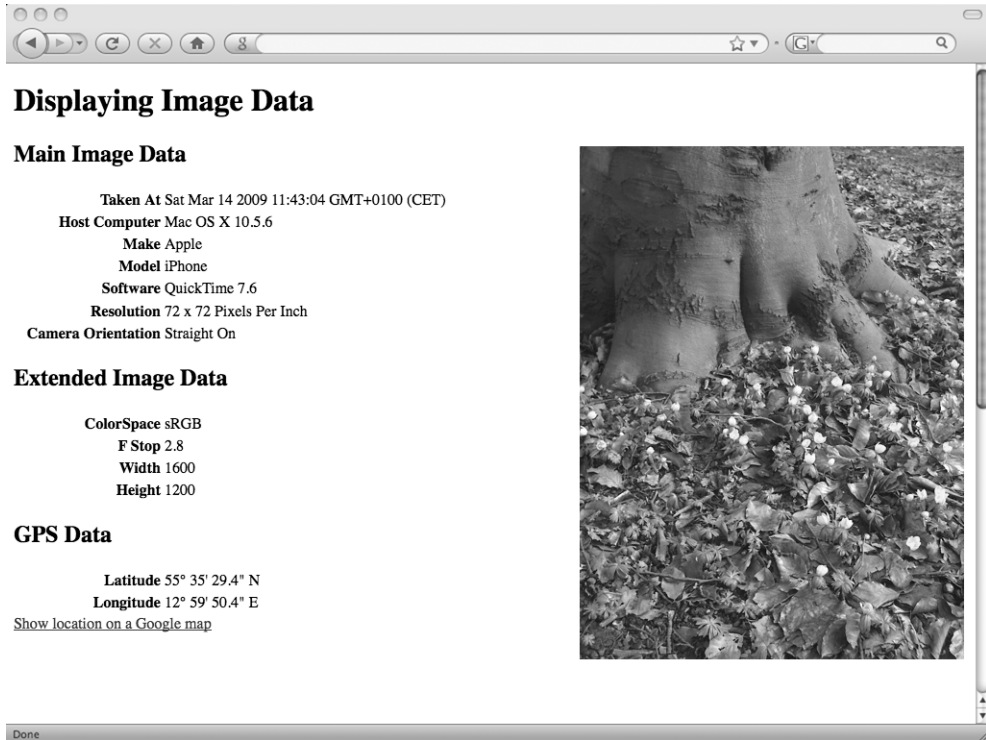 Displaying Image Data
Main Image Data
Taken At Sat Mar 14 2009 11:43:04 GMT+0100 (CET)
Host Computer Mac OS X 10.5.6
Make Apple
Model iPhone
Software QuickTime 7.6
Resolution 72 x 72 Pixels Per Inch
Camera Orientation Straight On
Extended Image Data
ColorSpace sRGB
F Stop 2.8
Width 1600
Height 1200
GPS Data
Latitude 55° 35' 29.4" N
Longitude 12° 59' 50.4" E
Show location on a Google map
Done